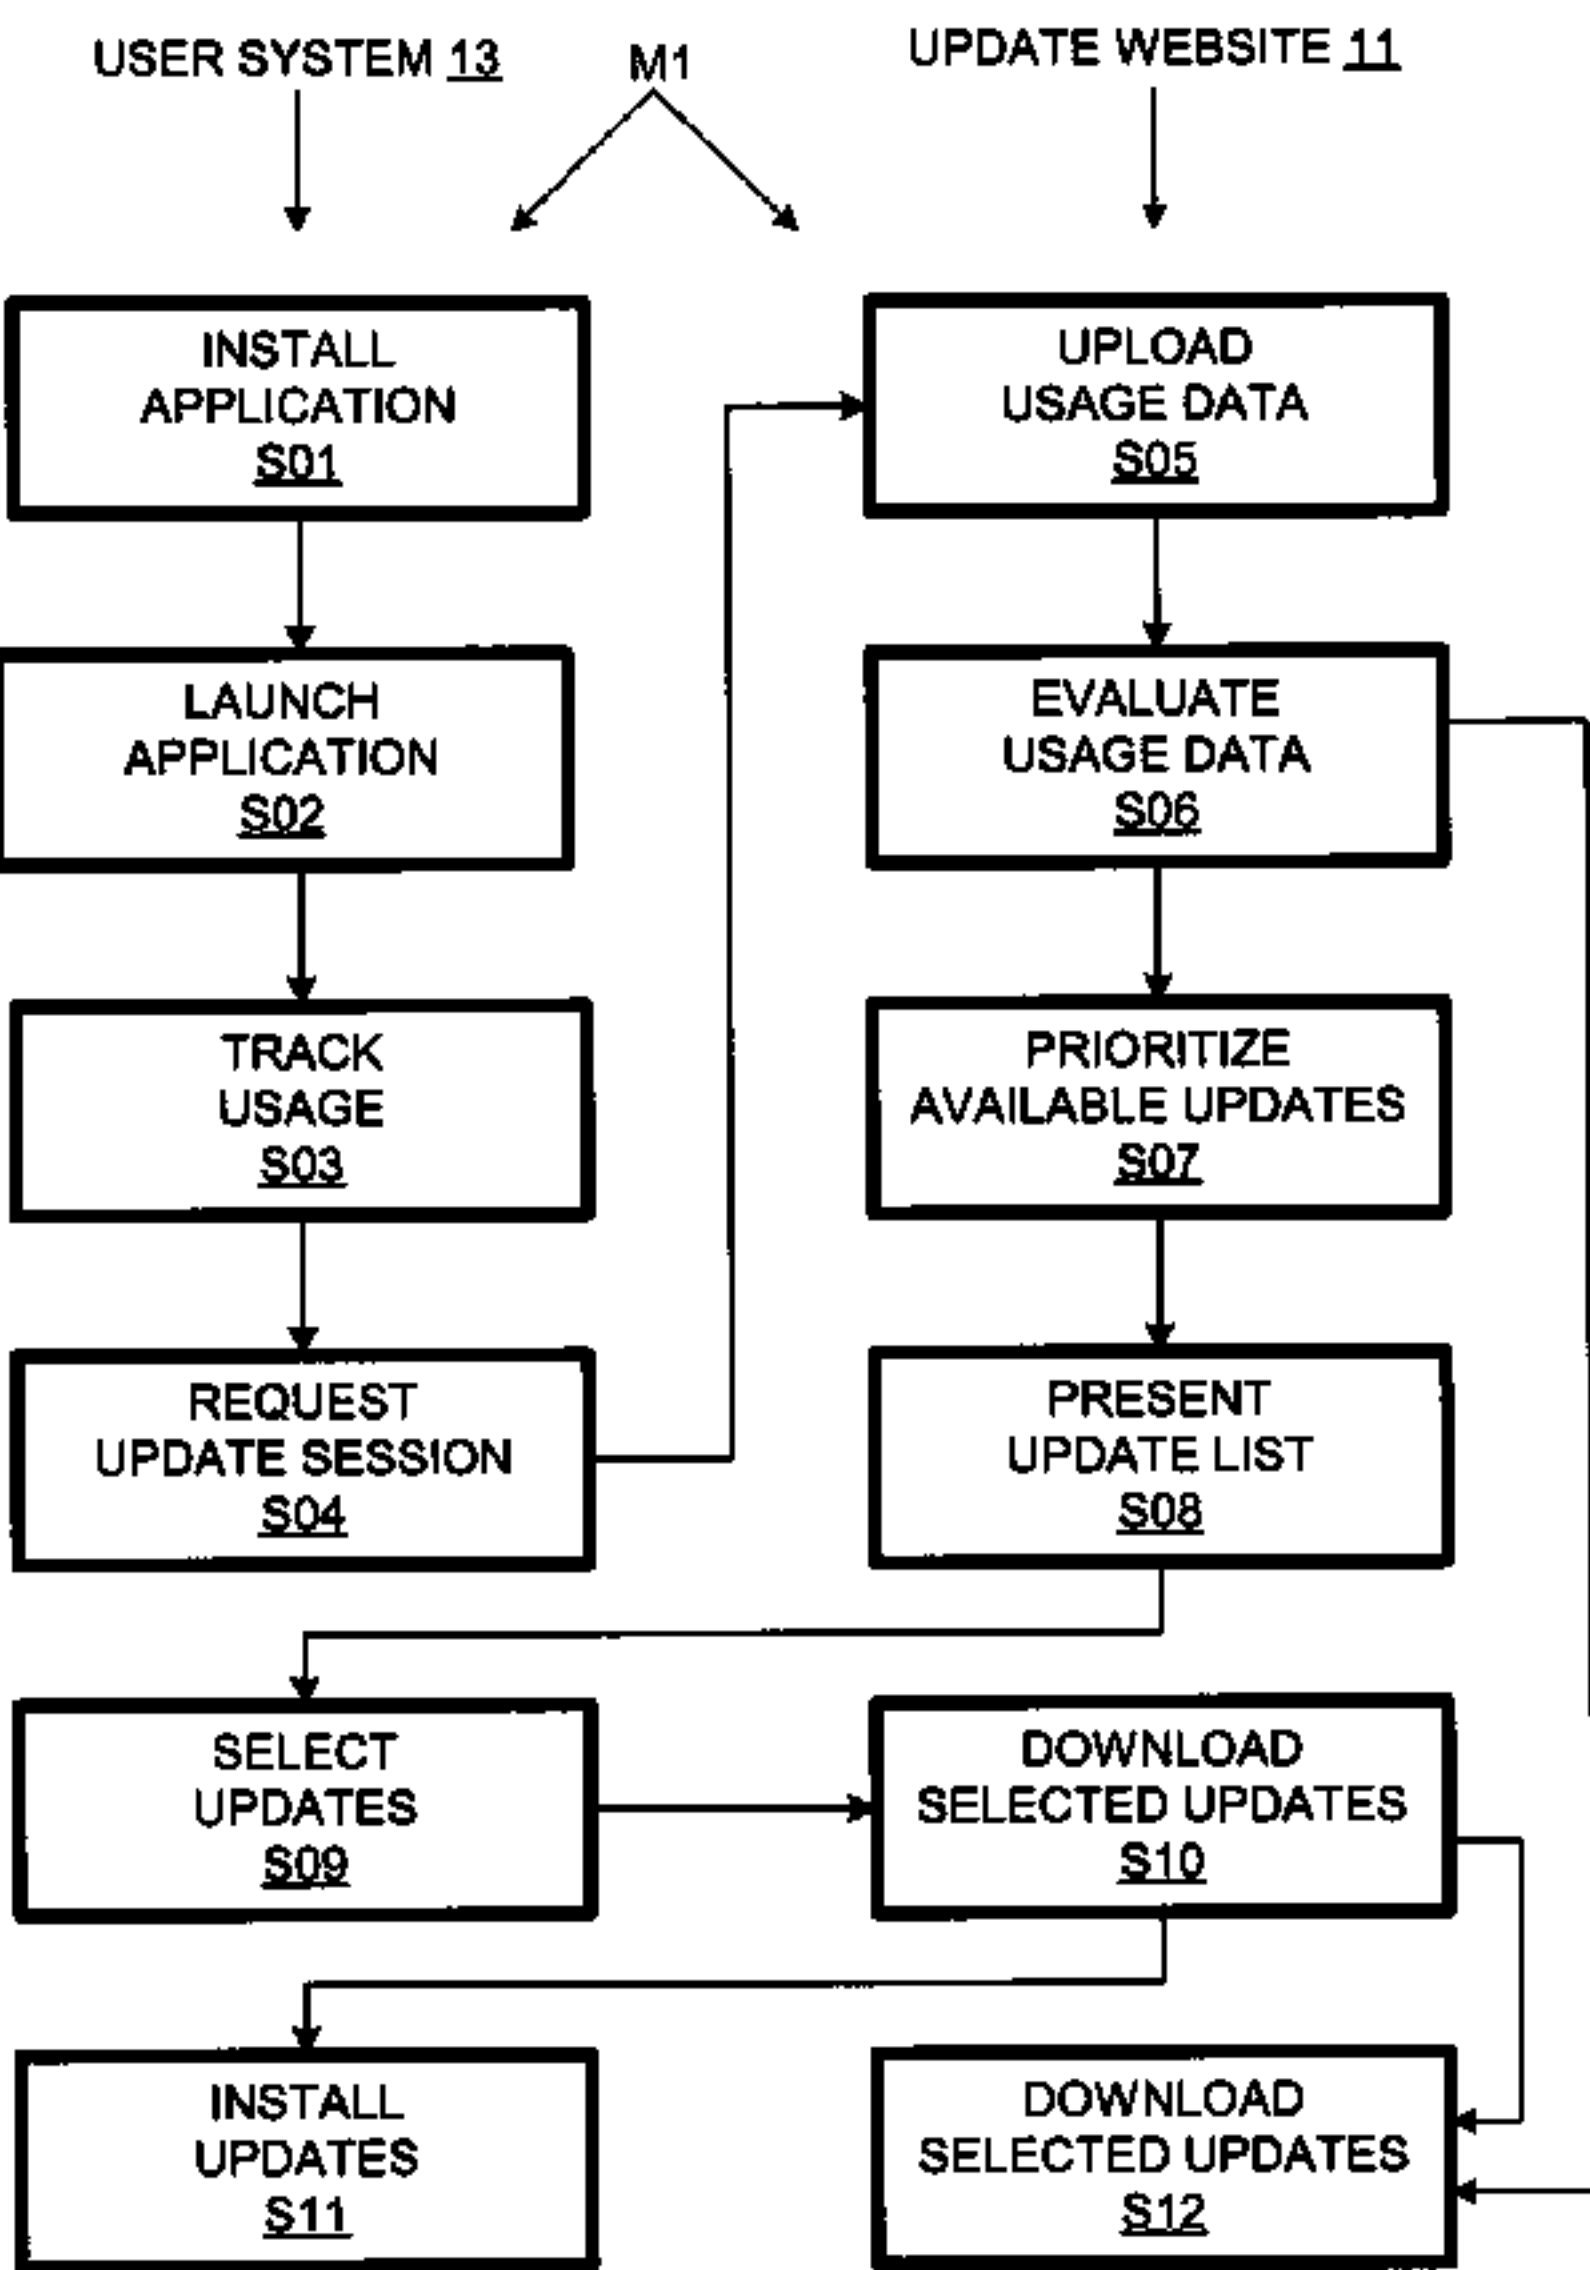 USER SYSTEM 13
M1
UPDATE WEBSITE 11
INSTALL
APPLICATION
S01
LAUNCH
APPLICATION
S02
TRACK
USAGE
S03
REQUEST
UPDATE SESSION
S04
UPLOAD
USAGE DATA
S05
EVALUATE
USAGE DATA
S06
PRIORITIZE
AVAILABLE UPDATES
S07
PRESENT
UPDATE LIST
S08
SELECT
UPDATES
S09
DOWNLOAD
SELECTED UPDATES
S10
INSTALL
UPDATES
S11
DOWNLOAD
SELECTED UPDATES
S12